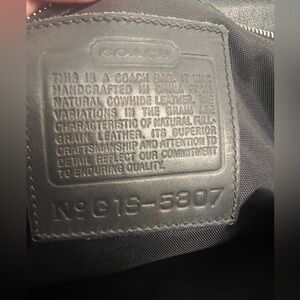 COACH
THIS IS A COACH BAG. IT WAS
HANDCRAFTED IN CHINA FROM
NATURAL COWHIDE LEATHER. THE
VARIATIONS IN THE GRAIN ARE
CHARACTERISTIC OF NATURAL FULL-
GRAIN LEATHER. ITS SUPERIOR
CRAFTSMANSHIP AND ATTENTION TO
DETAIL REFLECT OUR COMMITMENT
TO ENDURING QUALITY.
Nº G1S-5807